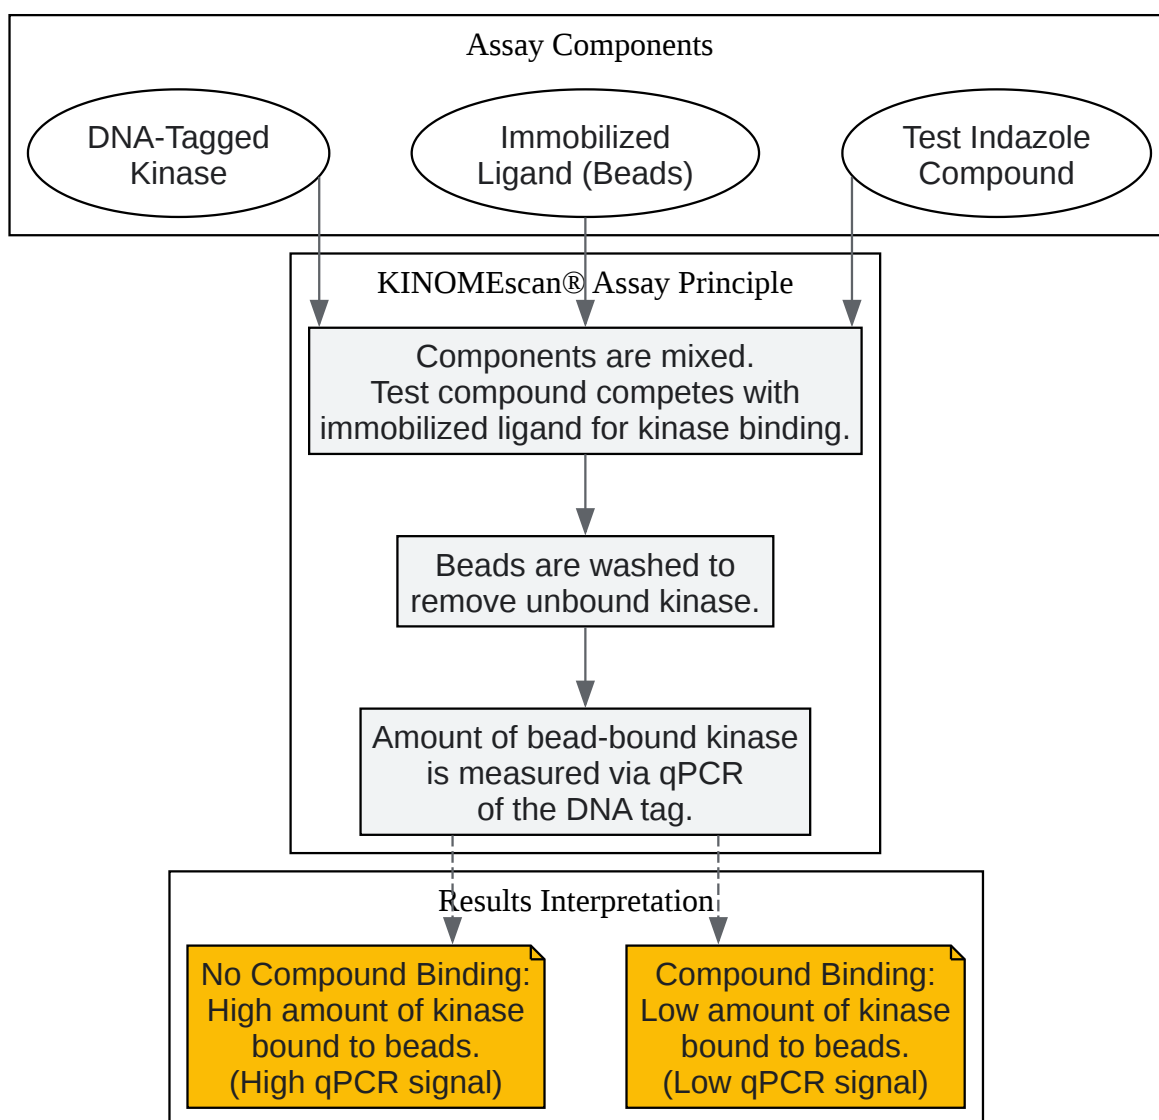 Assay Components
DNA-Tagged
Kinase
Immobilized
Ligand (Beads)
Test Indazole
Compound
KINOMEscan® Assay Principle
Components are mixed.
Test compound competes with
immobilized ligand for kinase binding.
Beads are washed to
remove unbound kinase.
Amount of bead-bound kinase
is measured via qPCR
of the DNA tag.
Results Interpretation
No Compound Binding:
High amount of kinase
bound to beads.
(High qPCR signal)
Compound Binding:
Low amount of kinase
bound to beads.
(Low qPCR signal)